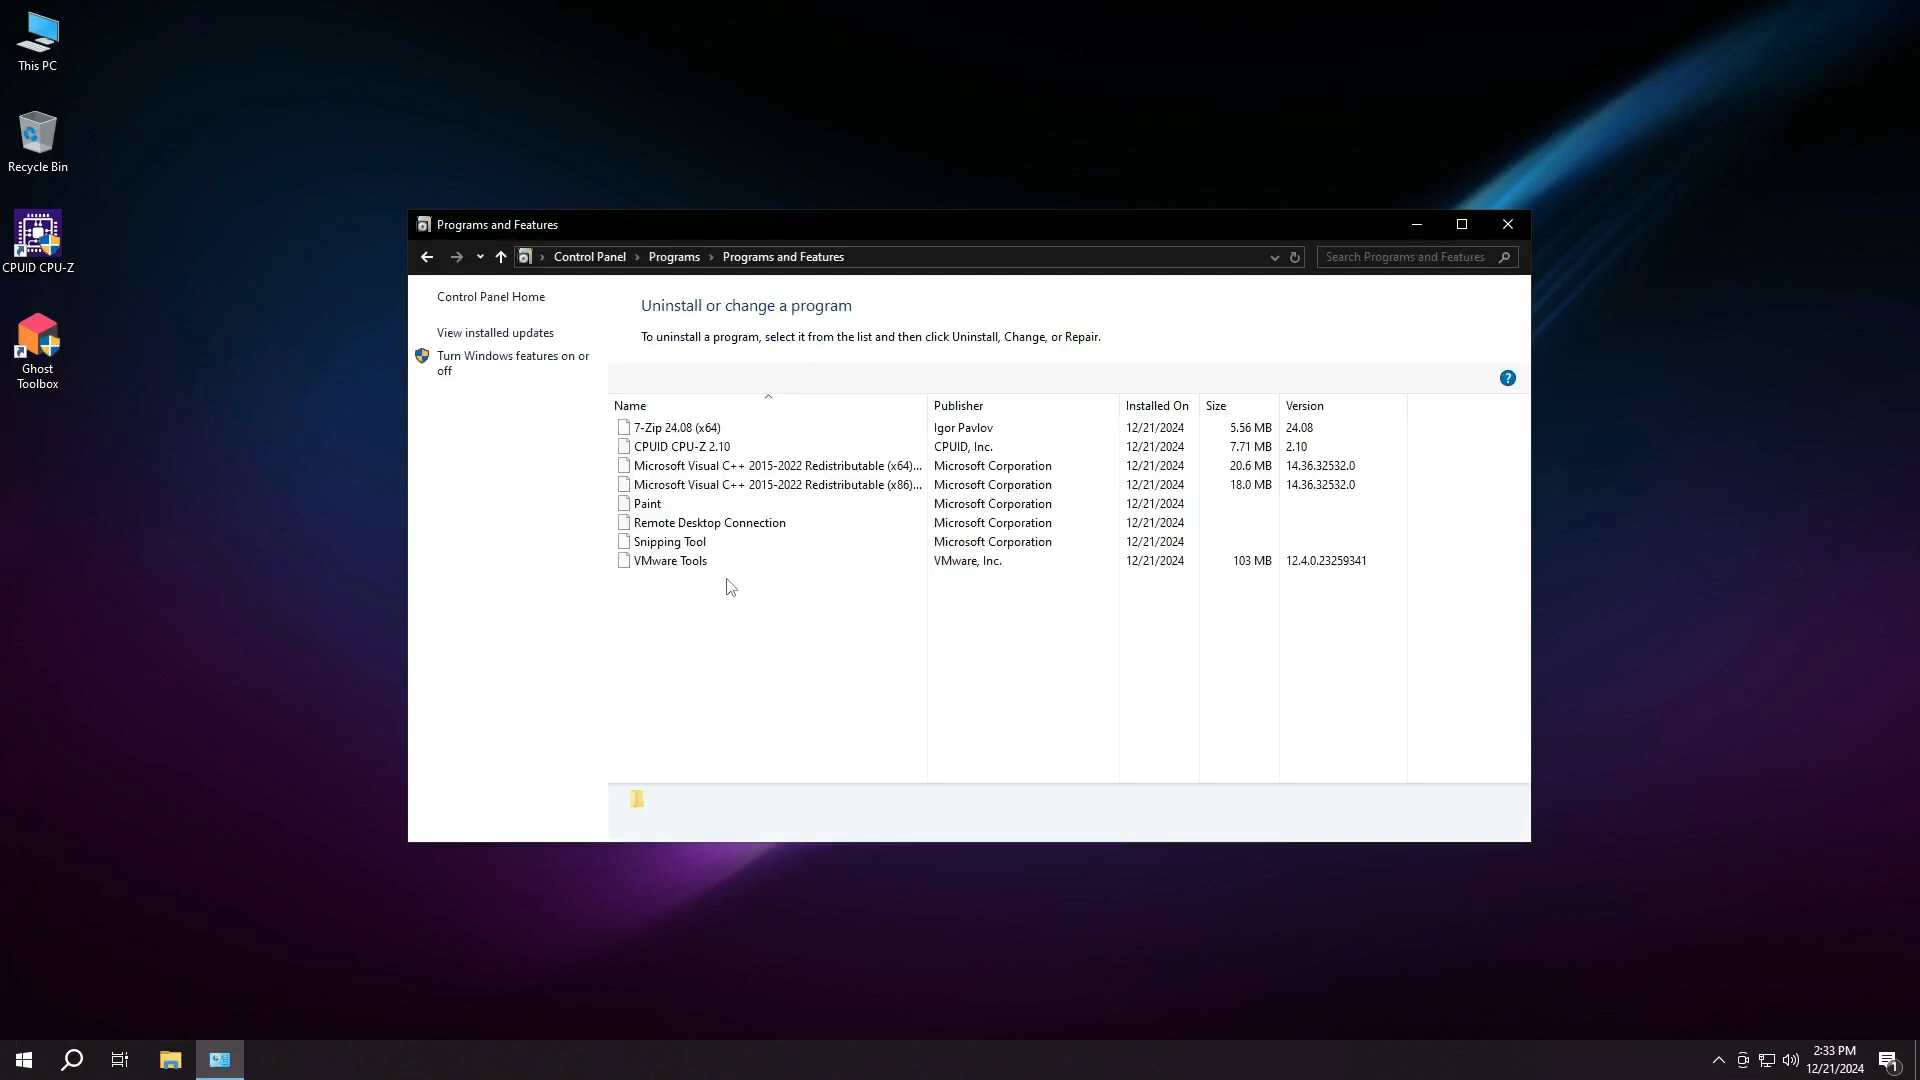 This PC
Recycle Bin
CPUID CPU-Z
Ghost
Toolbox
Programs and Features
Control Panel › Programs › Programs and Features
Search Programs and Features
Control Panel Home
View installed updates
Turn Windows features on or
off
Uninstall or change a program
To uninstall a program, select it from the list and then click Uninstall, Change, or Repair.
?
Name Publisher Installed On Size Version
7-Zip 24.08 (x64) Igor Pavlov 12/21/2024 5.56 MB 24.08
CPUID CPU-Z 2.10 CPUID, Inc. 12/21/2024 7.71 MB 2.10
Microsoft Visual C++ 2015-2022 Redistributable (x64)... Microsoft Corporation 12/21/2024 20.6 MB 14.36.32532.0
Microsoft Visual C++ 2015-2022 Redistributable (x86)... Microsoft Corporation 12/21/2024 18.0 MB 14.36.32532.0
Paint Microsoft Corporation 12/21/2024
Remote Desktop Connection Microsoft Corporation 12/21/2024
Snipping Tool Microsoft Corporation 12/21/2024
VMware Tools VMware, Inc. 12/21/2024 103 MB 12.4.0.23259341
2:33 PM
12/21/2024
1